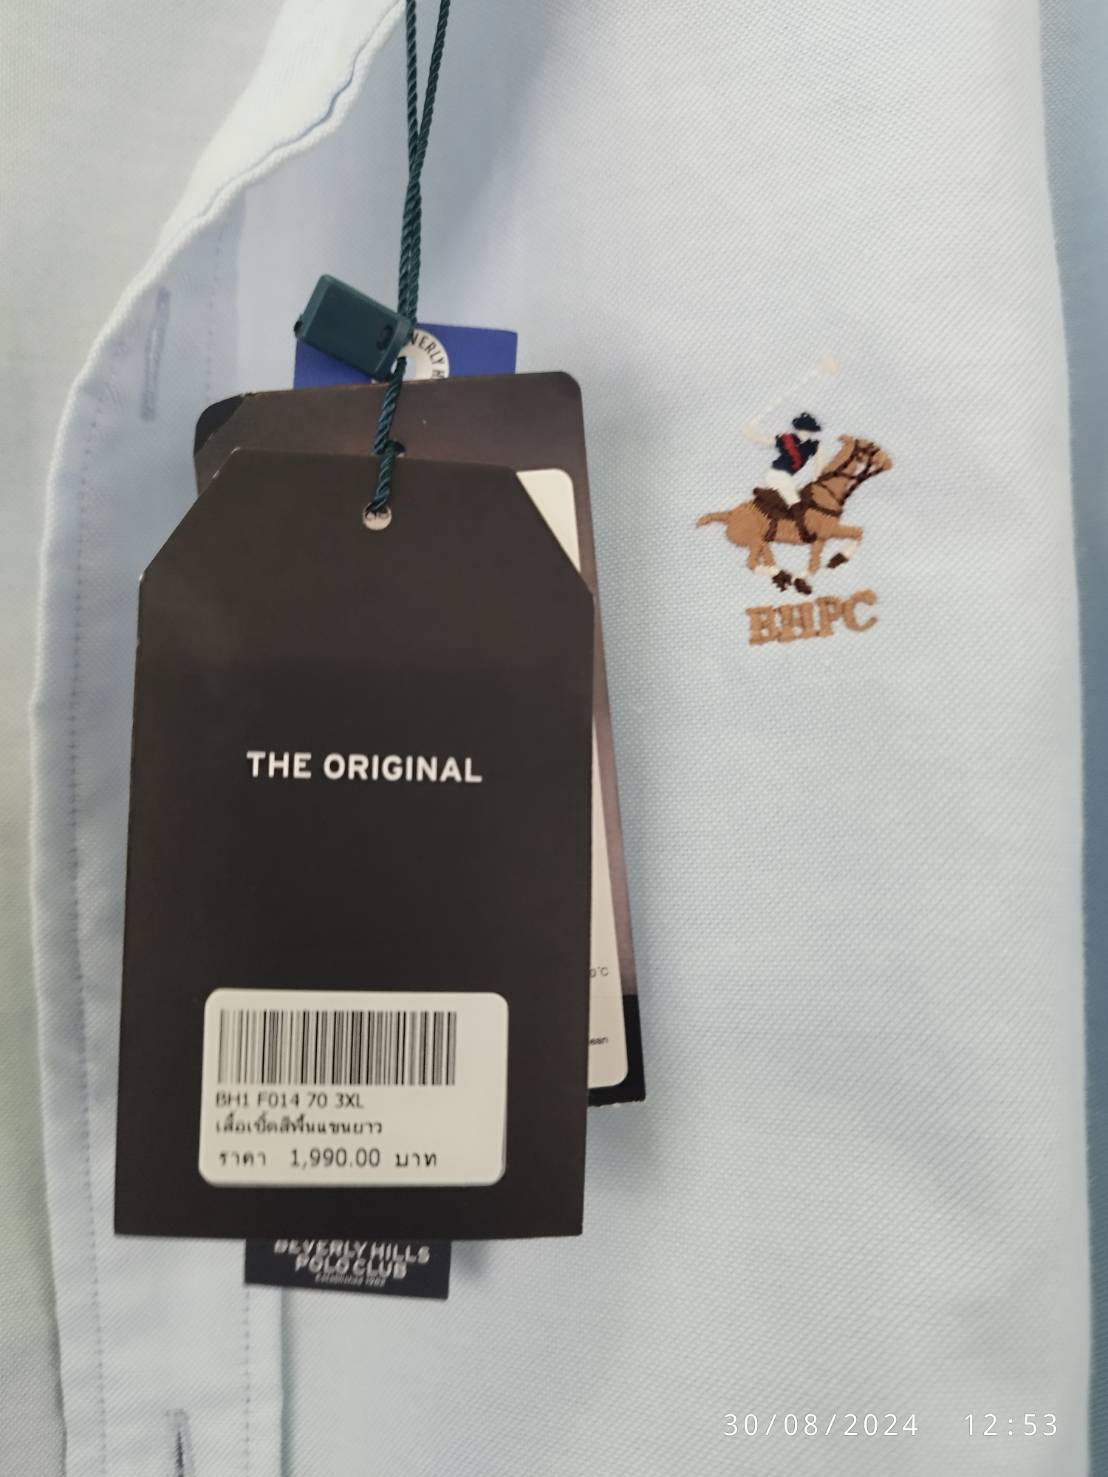 BHPC
THE ORIGINAL
0°C
ean
BH1 F014 70 3XL
เสื้อเชิ้ตสีพื้นแขนยาว
ราคา 1,990.00 บาท
BEVERLY HILLS
POLO CLUB
30/08/2024 12:53